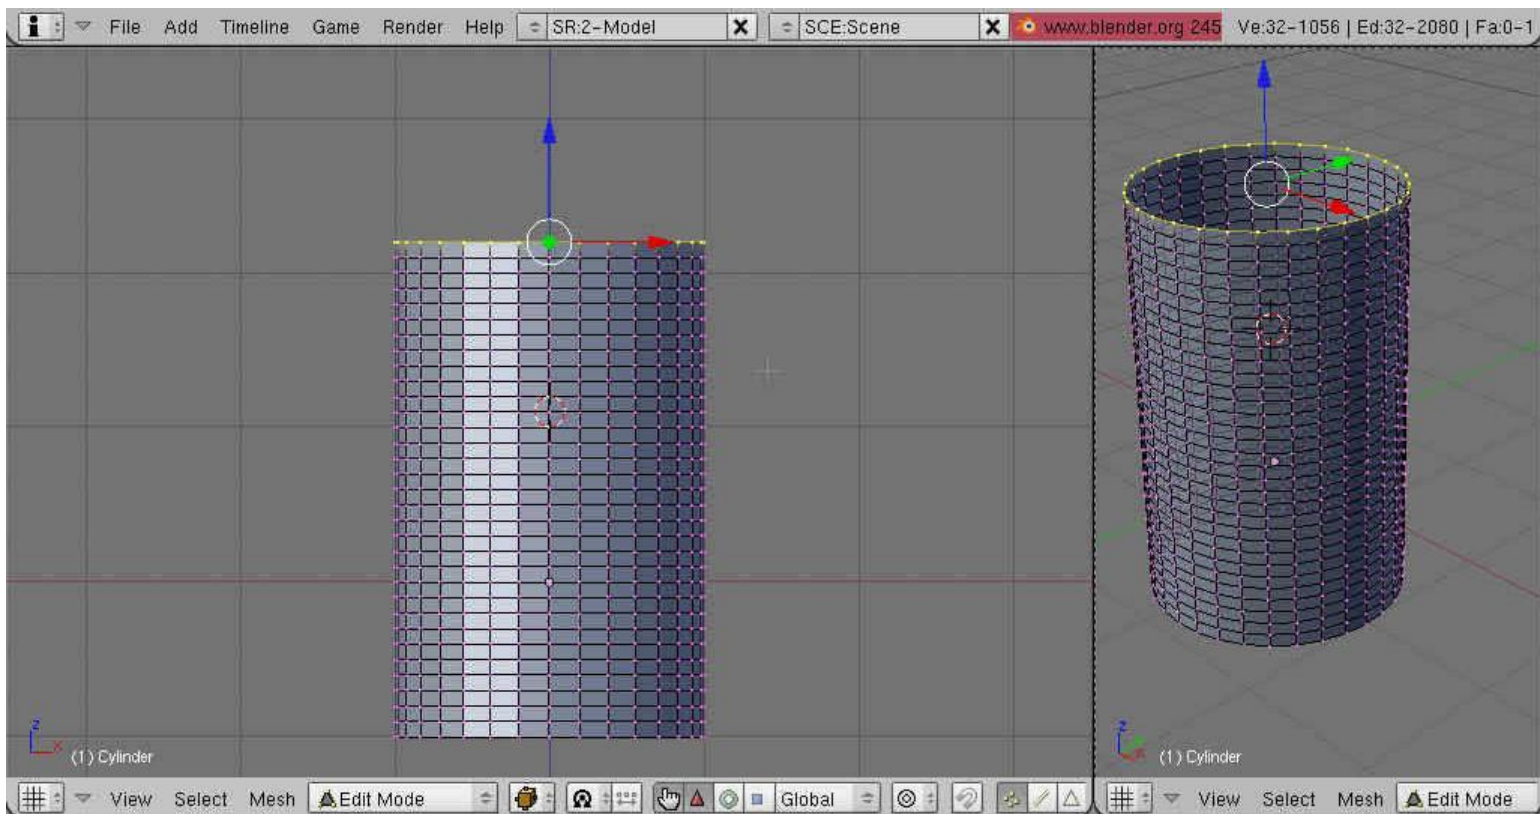 File Add Timeline Game Render Help SR:2-Model X SCE:Scene X www.blender.org 245 Ve:32-1056 | Ed:32-2080 | Fa:0-1
z
x
(1) Cylinder
z
x
(1) Cylinder
View Select Mesh Edit Mode Global View Select Mesh Edit Mode